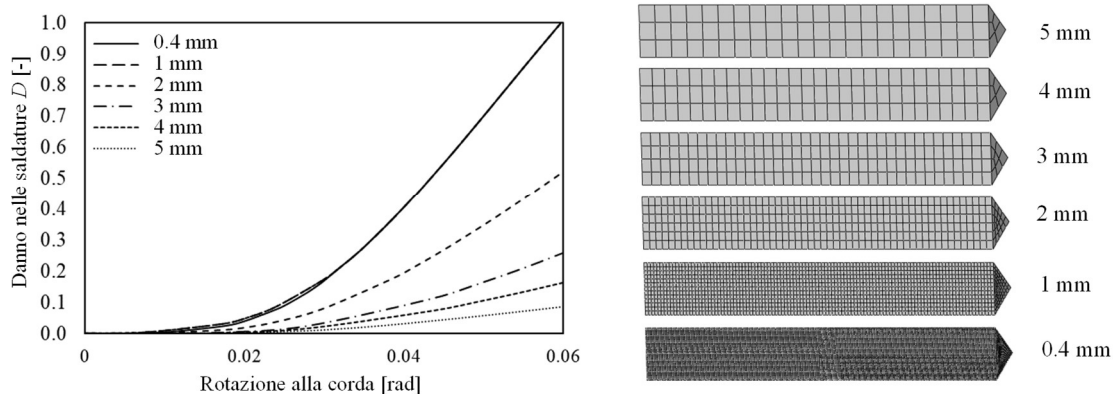 1.0
0.9
0.8
0.7
0.6
0.5
0.4
0.3
0.2
0.1
0.0
Danno nelle saldature D [-]
0.4 mm
1 mm
2 mm
3 mm
4 mm
5 mm
0
0.02
0.04
0.06
Rotazione alla corda [rad]
5 mm
4 mm
3 mm
2 mm
1 mm
0.4 mm